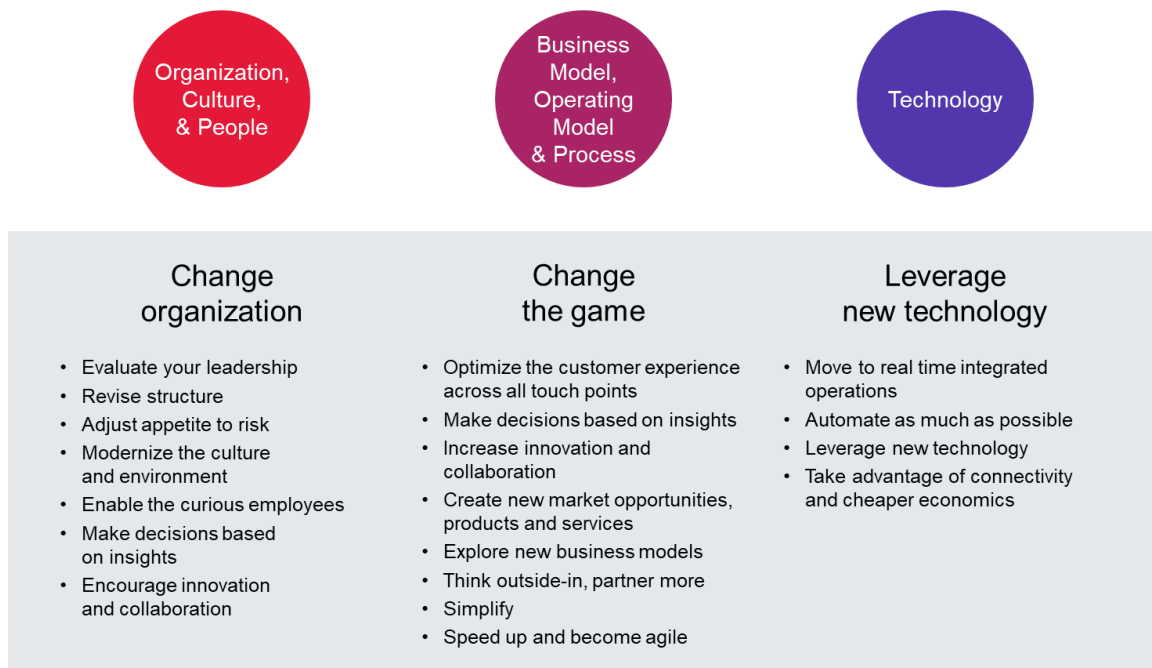 Organization,
Culture,
& People
Business
Model,
Operating
Model
& Process
Technology
Change
organization
• Evaluate your leadership
• Revise structure
• Adjust appetite to risk
• Modernize the culture
and environment
• Enable the curious employees
• Make decisions based
on insights
• Encourage innovation
and collaboration
Change
the game
• Optimize the customer experience
across all touch points
• Make decisions based on insights
• Increase innovation and
collaboration
• Create new market opportunities,
products and services
• Explore new business models
• Think outside-in, partner more
• Simplify
• Speed up and become agile
Leverage
new technology
• Move to real time integrated
operations
• Automate as much as possible
• Leverage new technology
• Take advantage of connectivity
and cheaper economics